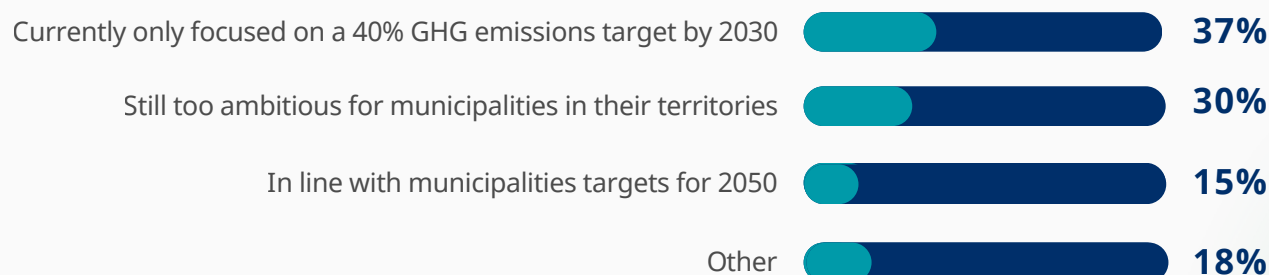 Currently only focused on a 40% GHG emissions target by 2030 37%
Still too ambitious for municipalities in their territories 30%
In line with municipalities targets for 2050 15%
Other 18%